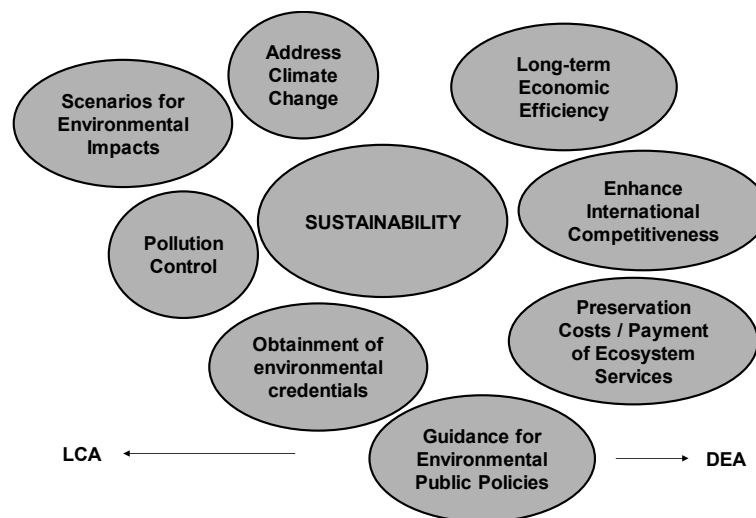 Address
Climate
Change
Long-term
Economic
Efficiency
Scenarios for
Environmental
Impacts
SUSTAINABILITY
Enhance
International
Competitiveness
Pollution
Control
Preservation
Costs / Payment
of Ecosystem
Services
Obtainment of
environmental
credentials
Guidance for
Environmental
Public Policies
LCA
DEA